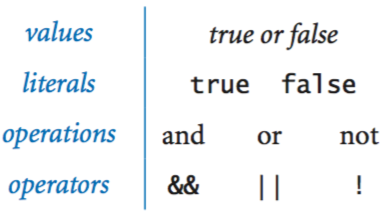 values true or false
literals true false
operations and or not
operators && || !